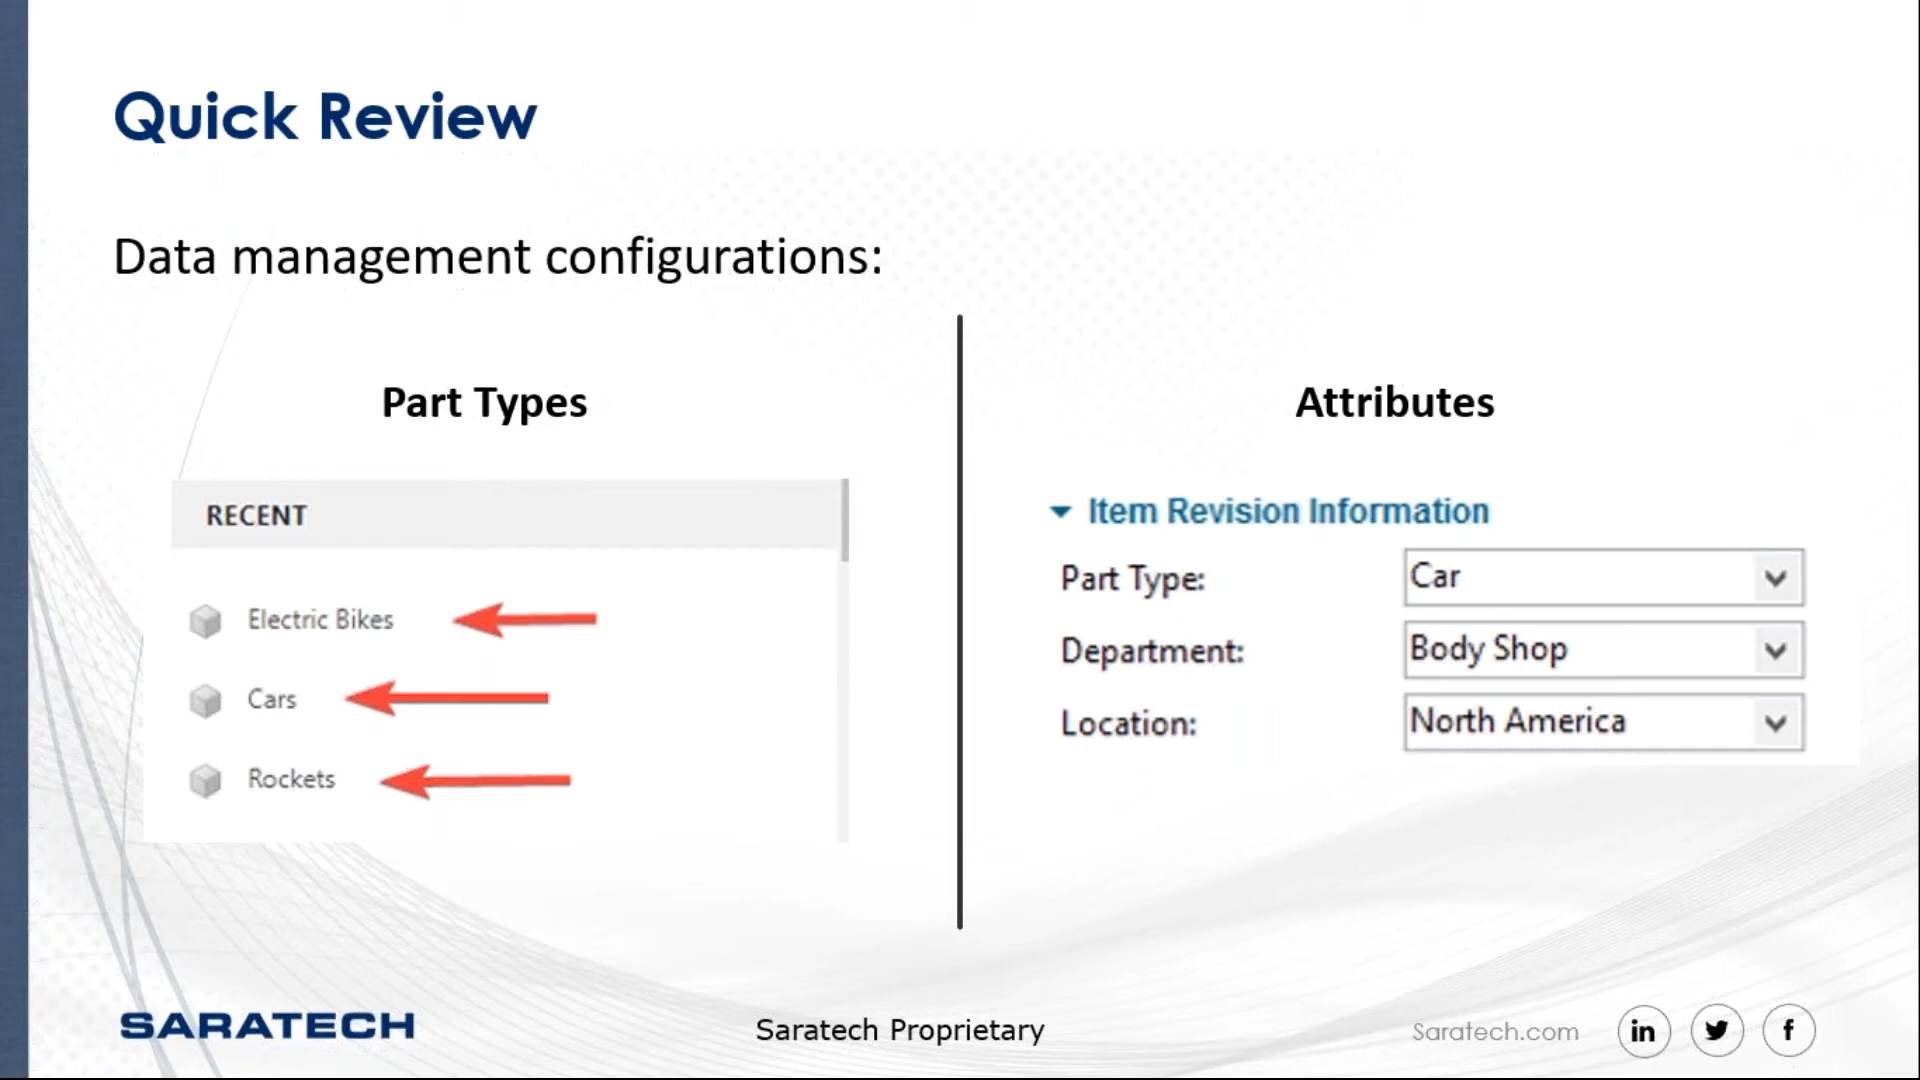 Quick Review
Data management configurations:
Part Types
RECENT
Electric Bikes
Cars
Rockets
Attributes
Item Revision Information
Part Type: Car
Department: Body Shop
Location: North America
SARATECH
Saratech Proprietary
Saratech.com
in
f